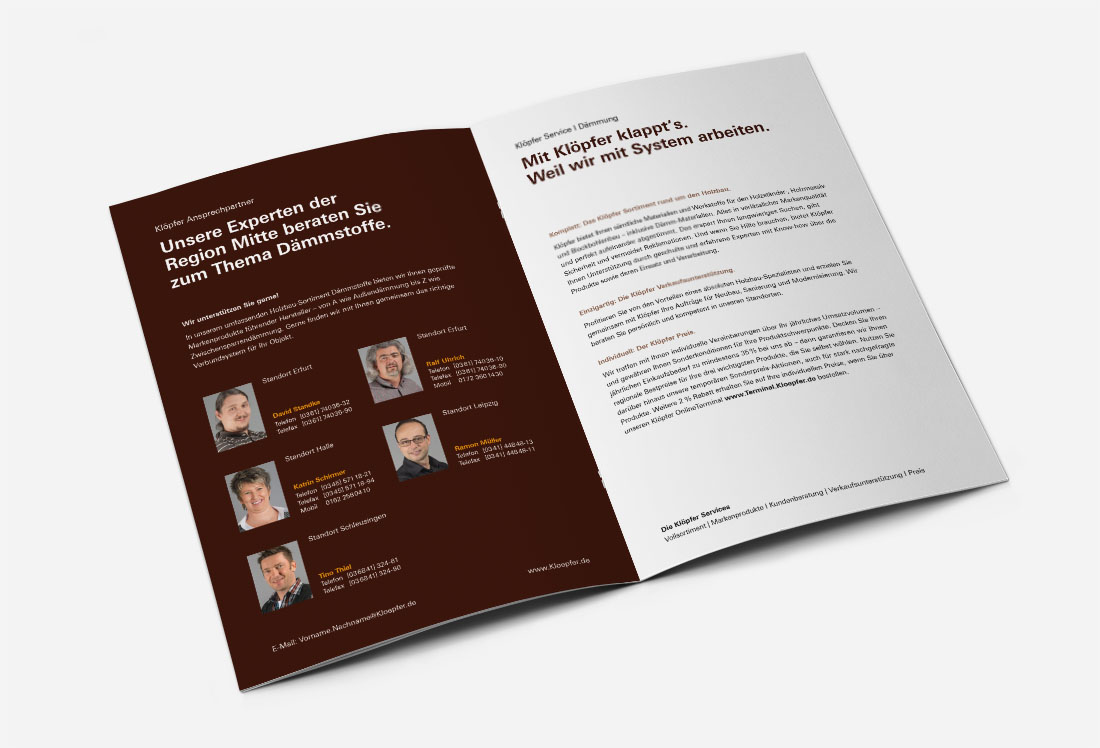 Klöpfer Ansprechpartner
Unsere Experten der
Region Mitte beraten Sie
zum Thema Dämmstoffe.
Wir unterstützen Sie gerne!
In unserem umfassenden Holzbau Sortiment Dämmstoffe bieten wir Ihnen geprüfte
Markenprodukte führender Hersteller – von A wie Außendämmung bis Z wie
Zwischensparrendämmung. Gerne finden wir mit Ihnen gemeinsam das richtige
Verbundsystem für Ihr Objekt.
Standort Erfurt
David Standke
Telefon (0361) 74036-32
Telefax (0361) 74036-90
Standort Halle
Katrin Schirmer
Telefon (0345) 571 18-21
Telefax (0345) 571 18-94
Mobil 0162 2580410
Standort Schleusingen
Tino Thiel
Telefon (036841) 324-81
Telefax (036841) 324-80
Standort Erfurt
Ralf Uhrich
Telefon (0361) 74036-10
Telefax (0361) 74036-90
Mobil 0172 3601430
Standort Leipzig
Ramon Müller
Telefon (0341) 44848-13
Telefax (0341) 44848-11
E-Mail: Vorname.Nachname@Kloepfer.de
www.Kloepfer.de
Klöpfer Service I Dämmung
Mit Klöpfer klappt's.
Weil wir mit System arbeiten.
Komplett: Das Klöpfer Sortiment rund um den Holzbau.
Klöpfer bietet Ihnen sämtliche Materialien und Werkstoffe für den Holzständer-, Holzmassiv-
und Blockbohlenbau – inklusive Dämm-Materialien. Alles in verlässlicher Markenqualität
und perfekt aufeinander abgestimmt. Das erspart Ihnen langwieriges Suchen, gibt
Sicherheit und vermeidet Reklamationen. Und wenn Sie Hilfe brauchen, bietet Klöpfer
Ihnen Unterstützung durch geschulte und erfahrene Experten mit Know-how über die
Produkte sowie deren Einsatz und Verarbeitung.
Einzigartig: Die Klöpfer Verkaufsunterstützung.
Profitieren Sie von den Vorteilen eines absoluten Holzbau-Spezialisten und erzielen Sie
gemeinsam mit Klöpfer Ihre Aufträge für Neubau, Sanierung und Modernisierung. Wir
beraten Sie persönlich und kompetent in unseren Standorten.
Individuell: Der Klöpfer Preis.
Wir treffen mit Ihnen individuelle Vereinbarungen über Ihr jährliches Umsatzvolumen –
und gewähren Ihnen Sonderkonditionen für Ihre Produktschwerpunkte. Decken Sie Ihren
jährlichen Einkaufsbedarf zu mindestens 35% bei uns ab – dann garantieren wir Ihnen
regionale Bestpreise für Ihre drei wichtigsten Produkte, die Sie selbst wählen. Nutzen Sie
darüber hinaus unsere temporären Sonderpreis-Aktionen, auch für stark nachgefragte
Produkte. Weitere 2 % Rabatt erhalten Sie auf Ihre individuellen Preise, wenn Sie über
unseren Klöpfer OnlineTerminal www.Terminal.Kloepfer.de bestellen.
Die Klöpfer Services
Vollsortiment | Markenprodukte I Kundenberatung | Verkaufsunterstützung I Preis